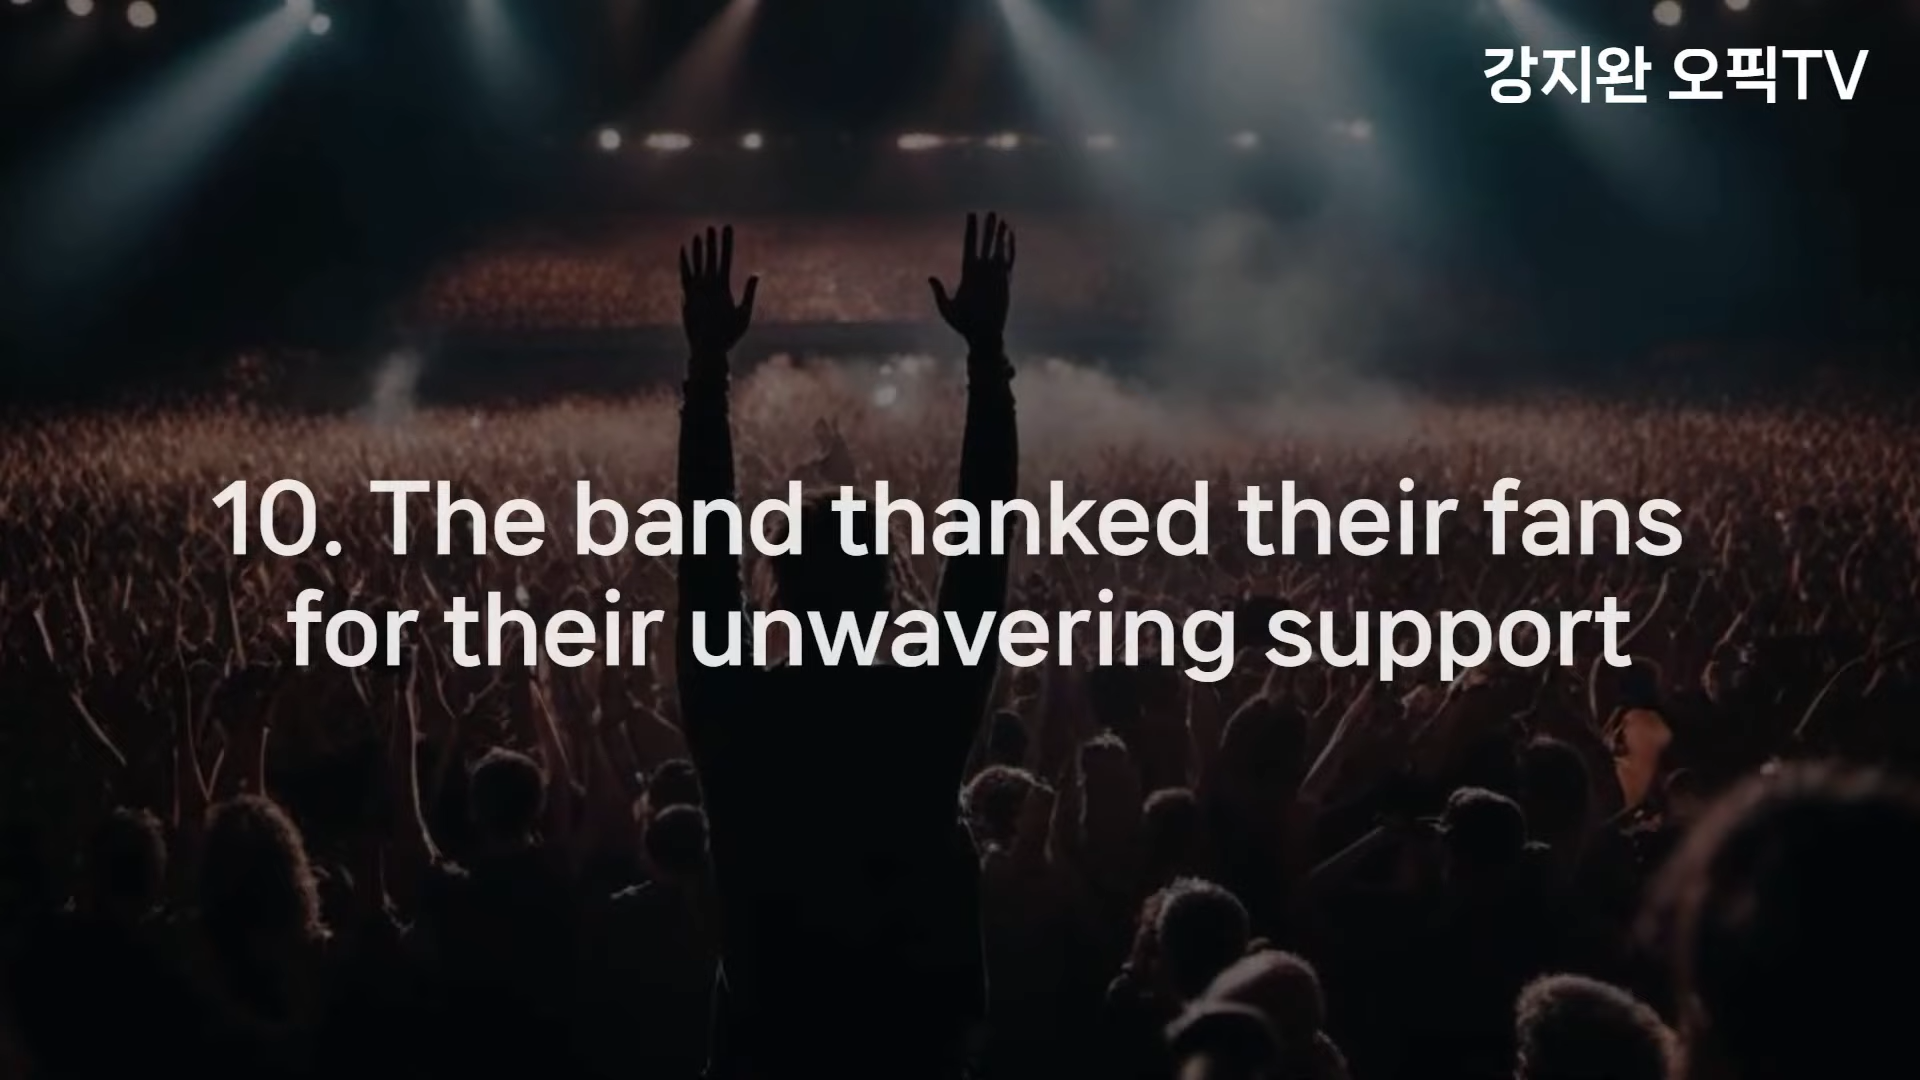 강지완 오픽TV
10. The band thanked their fans
for their unwavering support